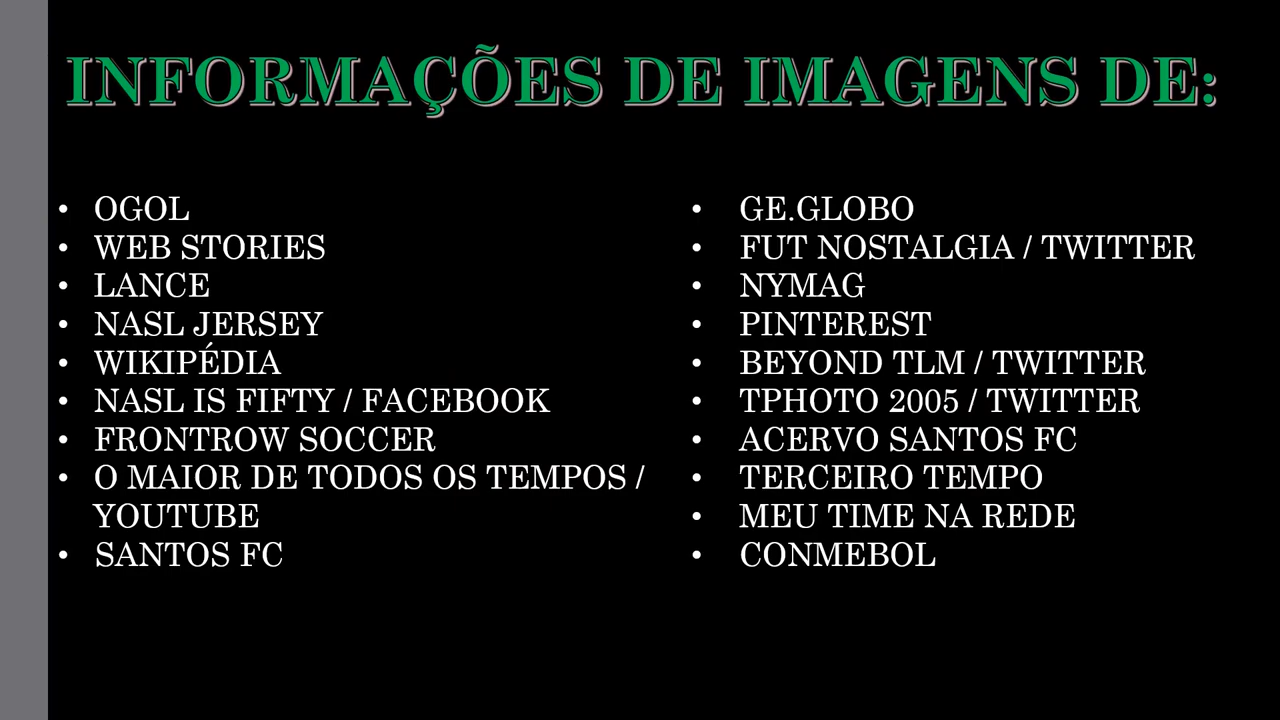 INFORMAÇÕES DE IMAGENS DE:
• OGOL
• WEB STORIES
• LANCE
• NASL JERSEY
• WIKIPÉDIA
• NASL IS FIFTY / FACEBOOK
• FRONTROW SOCCER
• O MAIOR DE TODOS OS TEMPOS /
YOUTUBE
• SANTOS FC
• GE.GLOBO
• FUT NOSTALGIA / TWITTER
• NYMAG
• PINTEREST
• BEYOND TLM / TWITTER
• TPHOTO 2005 / TWITTER
• ACERVO SANTOS FC
• TERCEIRO TEMPO
• MEU TIME NA REDE
• CONMEBOL